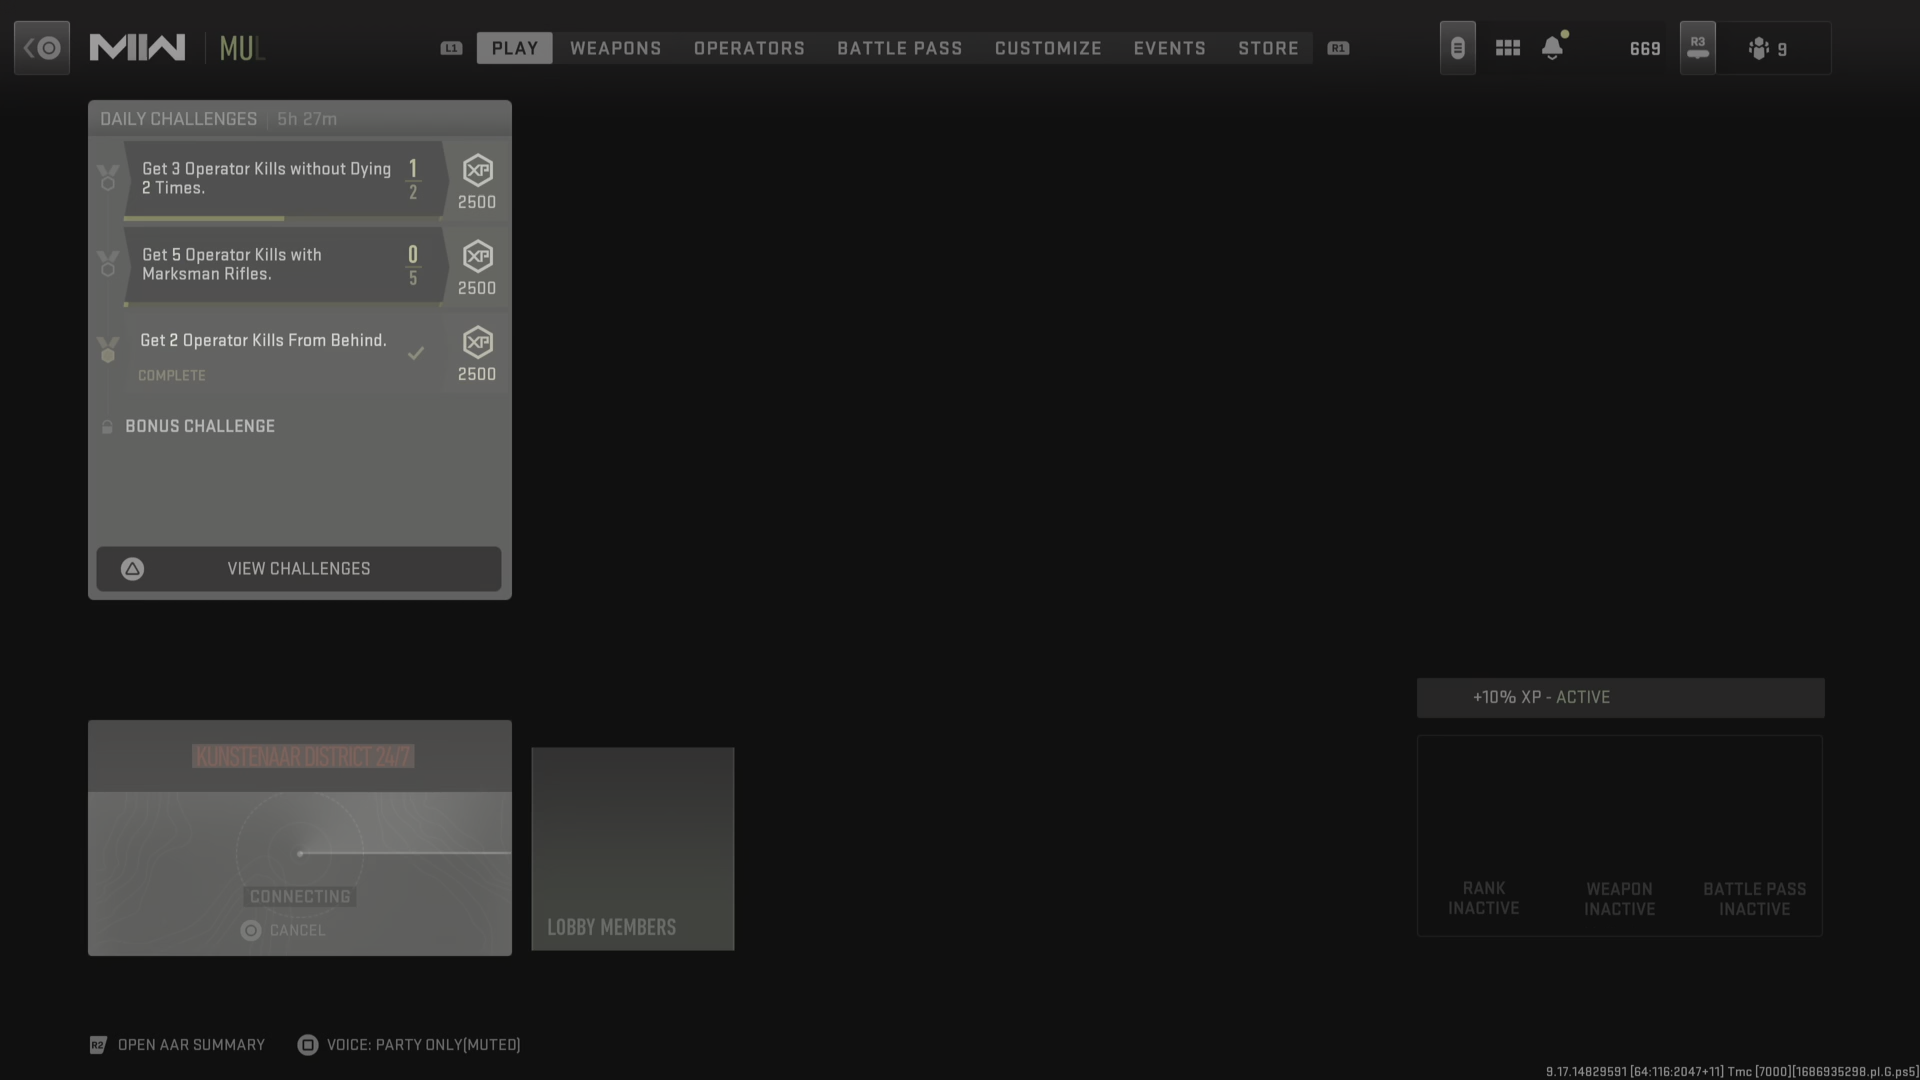 MW MUL
L1 PLAY WEAPONS OPERATORS BATTLE PASS CUSTOMIZE EVENTS STORE R1
669 R3 9
DAILY CHALLENGES 5h 27m
Get 3 Operator Kills without Dying
2 Times.
1
2
XP
2500
Get 5 Operator Kills with
Marksman Rifles.
0
5
XP
2500
Get 2 Operator Kills From Behind.
COMPLETE
XP
2500
BONUS CHALLENGE
VIEW CHALLENGES
+10% XP - ACTIVE
KUNSTENAAR DISTRICT 24/7
CONNECTING
CANCEL
LOBBY MEMBERS
RANK
INACTIVE
WEAPON
INACTIVE
BATTLE PASS
INACTIVE
R2 OPEN AAR SUMMARY VOICE: PARTY ONLY(MUTED)
9.17.14829591 [64:116:2047+11] Tmc [7000][1686935298.pl.G.ps5]